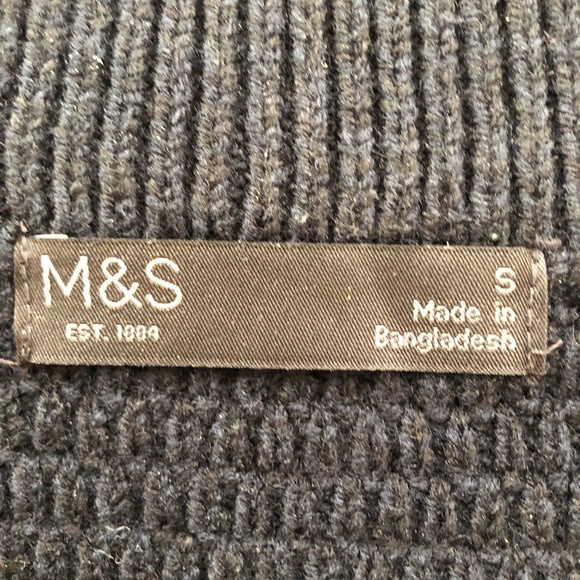 M&S
EST. 1884
S
Made in
Bangladesh